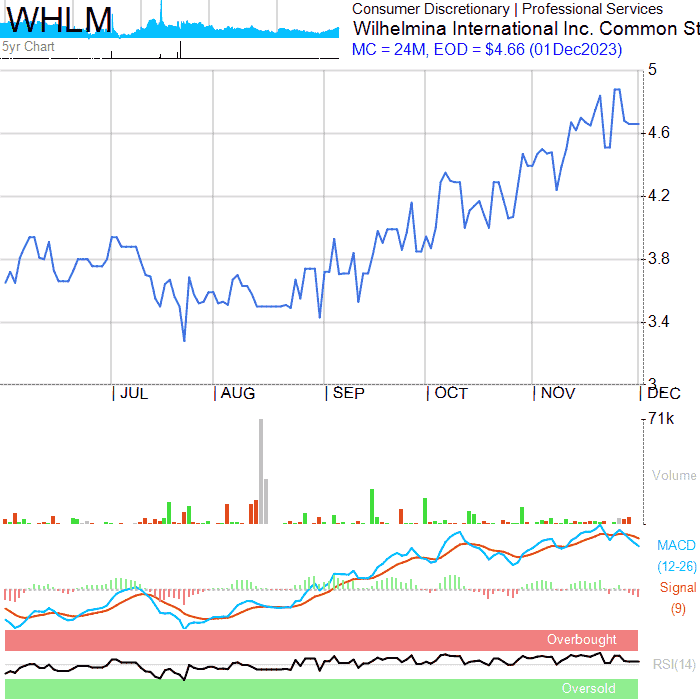 WHLM
5yr Chart
Consumer Discretionary | Professional Services
Wilhelmina International Inc. Common St
MC = 24M, EOD = $4.66 (01Dec2023)
5
4.6
4.2
3.8
3.4
3
JUL
AUG
SEP
OCT
NOV
DEC
71k
Volume
MACD
(12-26)
Signal
(9)
Overbought
RSI(14)
Oversold